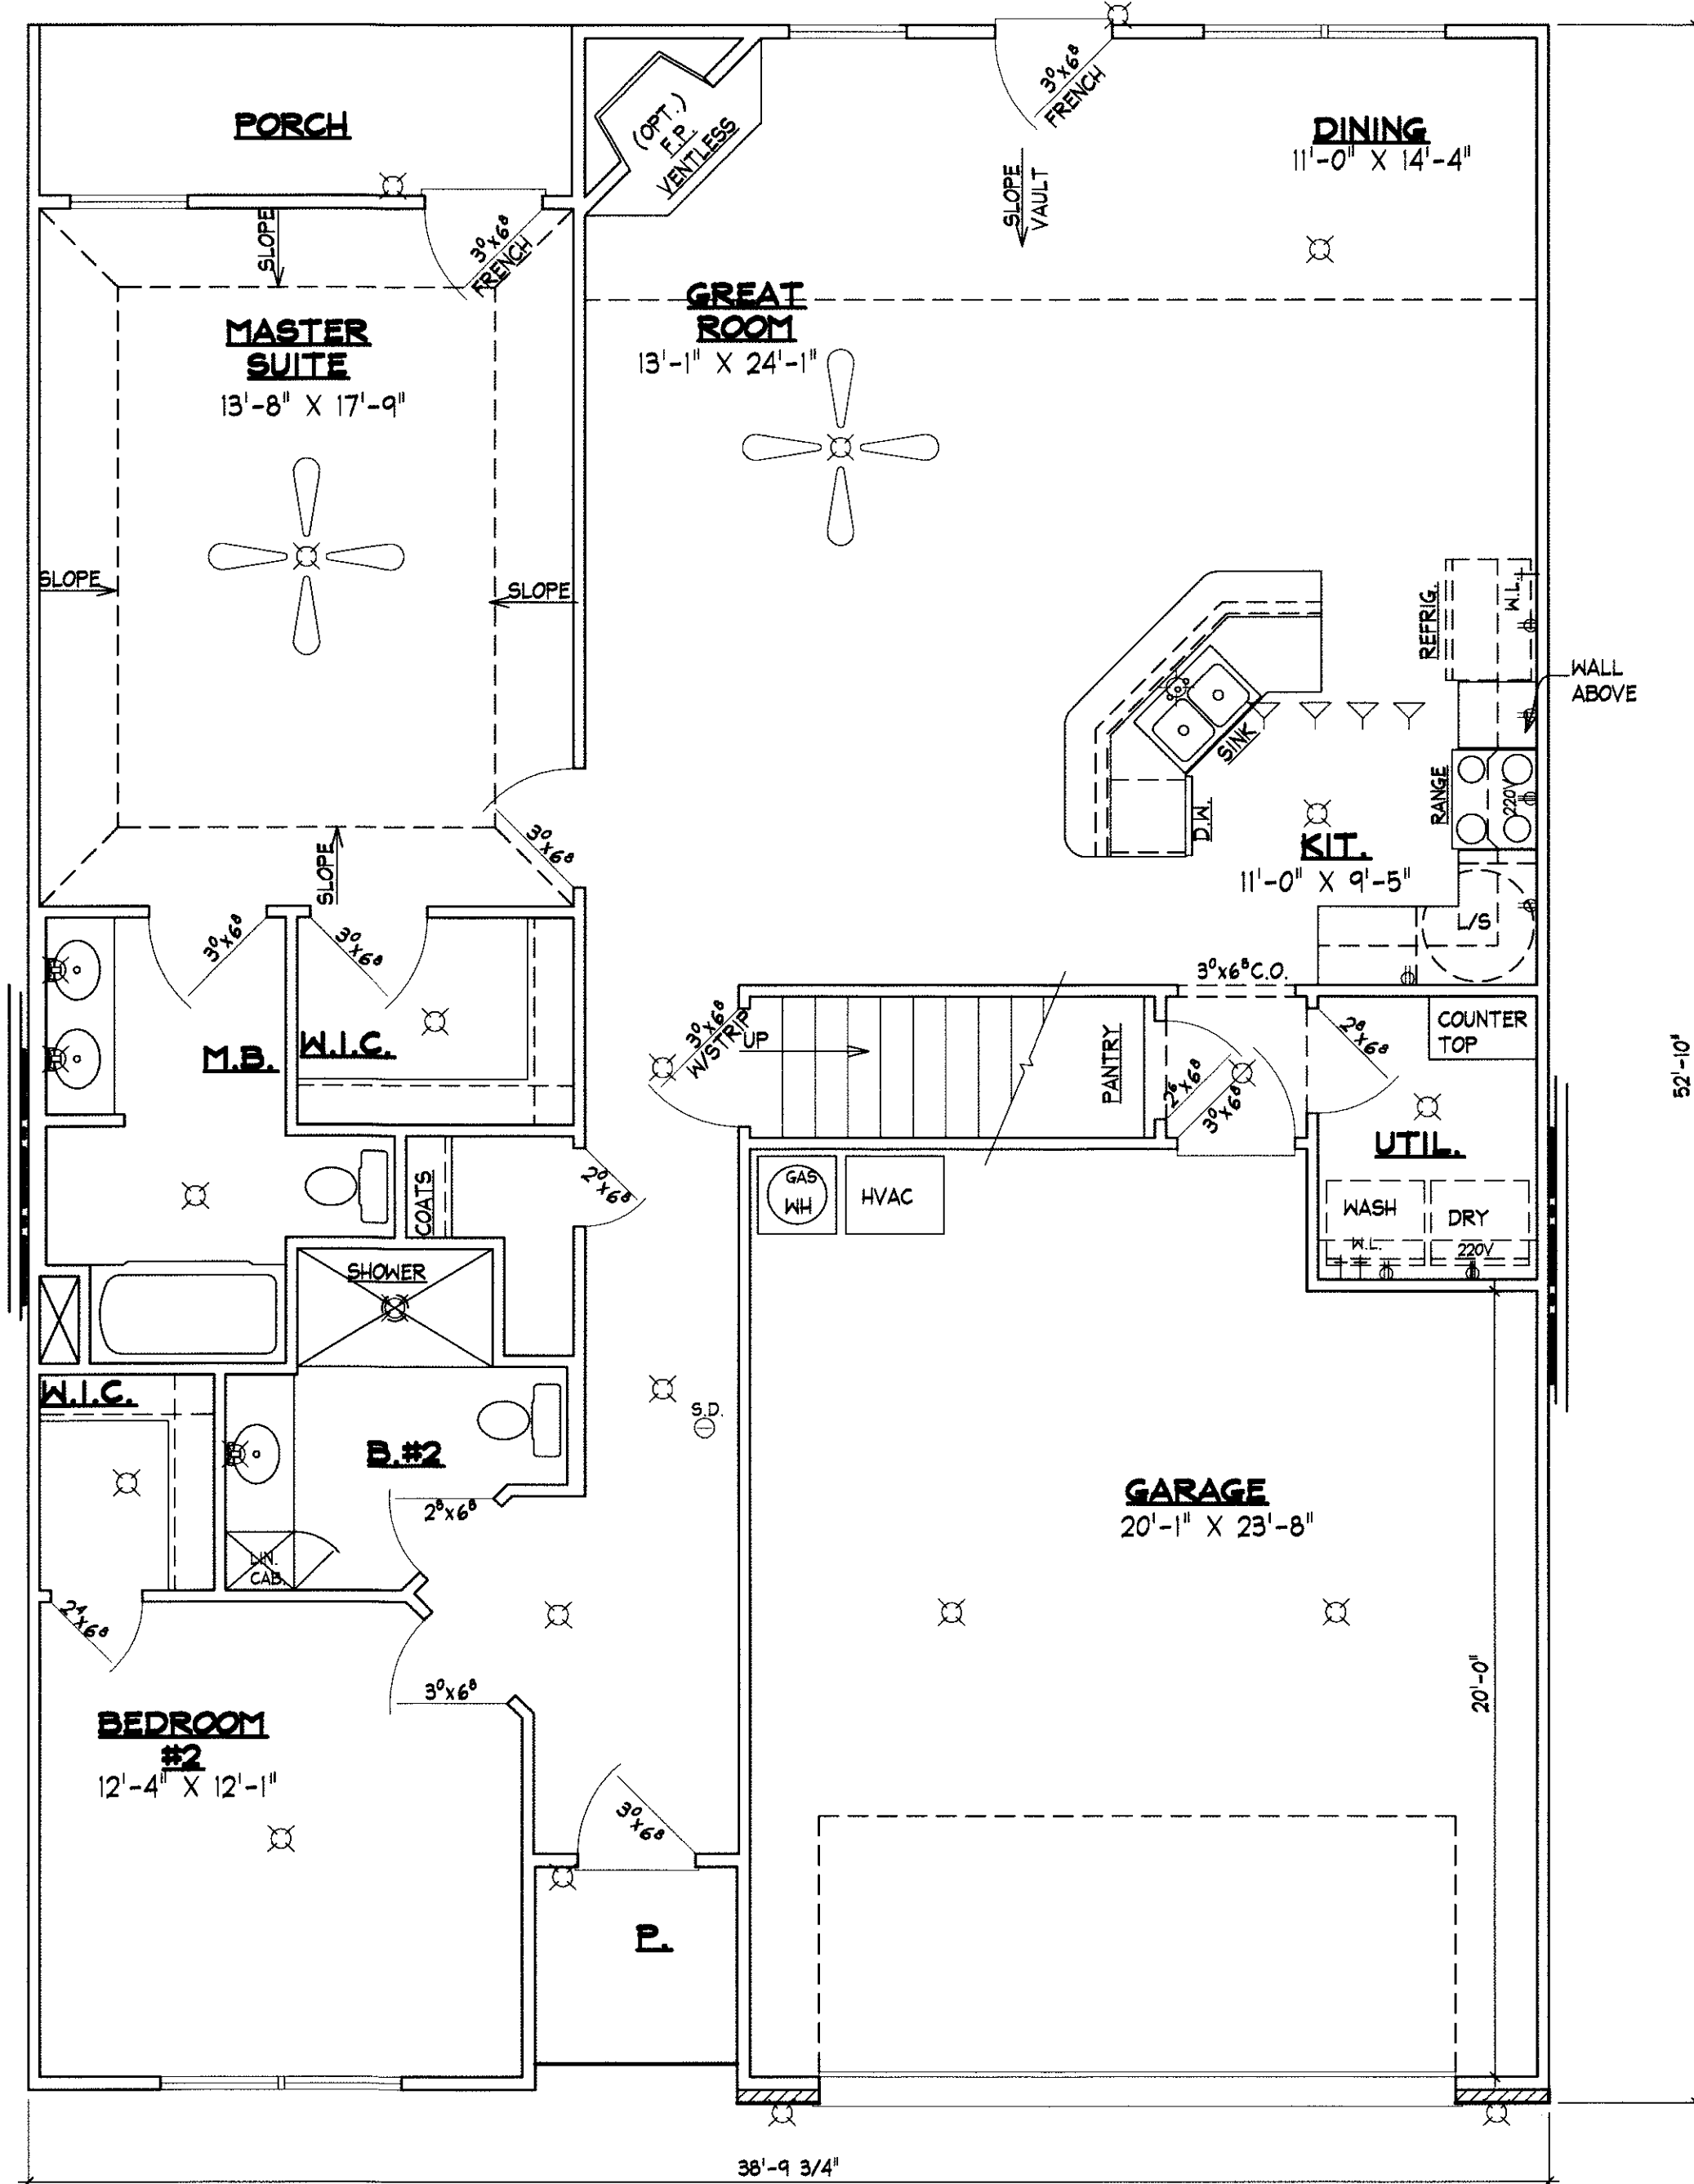 PORCH
(OPT.)
F.P.
VENTLESS
3⁰x6⁸
FRENCH
DINING
11'-0" X 14'-4"
SLOPE
VAULT
SLOPE
3⁰x6⁸
FRENCH
MASTER
SUITE
13'-8" X 17'-9"
GREAT
ROOM
13'-1" X 24'-1"
SLOPE
SLOPE
REFRIG.
W.L.
WALL
ABOVE
SINK
RANGE
220V
D.W.
KIT.
11'-0" X 9'-5"
L/S
3⁰x6⁸
SLOPE
3⁰x6⁸
3⁰x6⁸
M.B.
W.I.C.
3⁰x6⁸
W/STRIP
UP
PANTRY
3⁰x6⁸C.O.
2⁶x6⁸
3⁰x6⁸
2⁸x6⁸
COUNTER
TOP
UTIL.
52'-10"
COATS
2⁰x6⁸
GAS
WH
HVAC
WASH
DRY
W.L.
220V
SHOWER
W.I.C.
S.D.
B.#2
2⁸x6⁸
LIN.
CAB.
GARAGE
20'-1" X 23'-8"
2⁴x6⁸
3⁰x6⁸
20'-0"
BEDROOM
#2
12'-4" X 12'-1"
3⁰x6⁸
P.
38'-9 3/4"